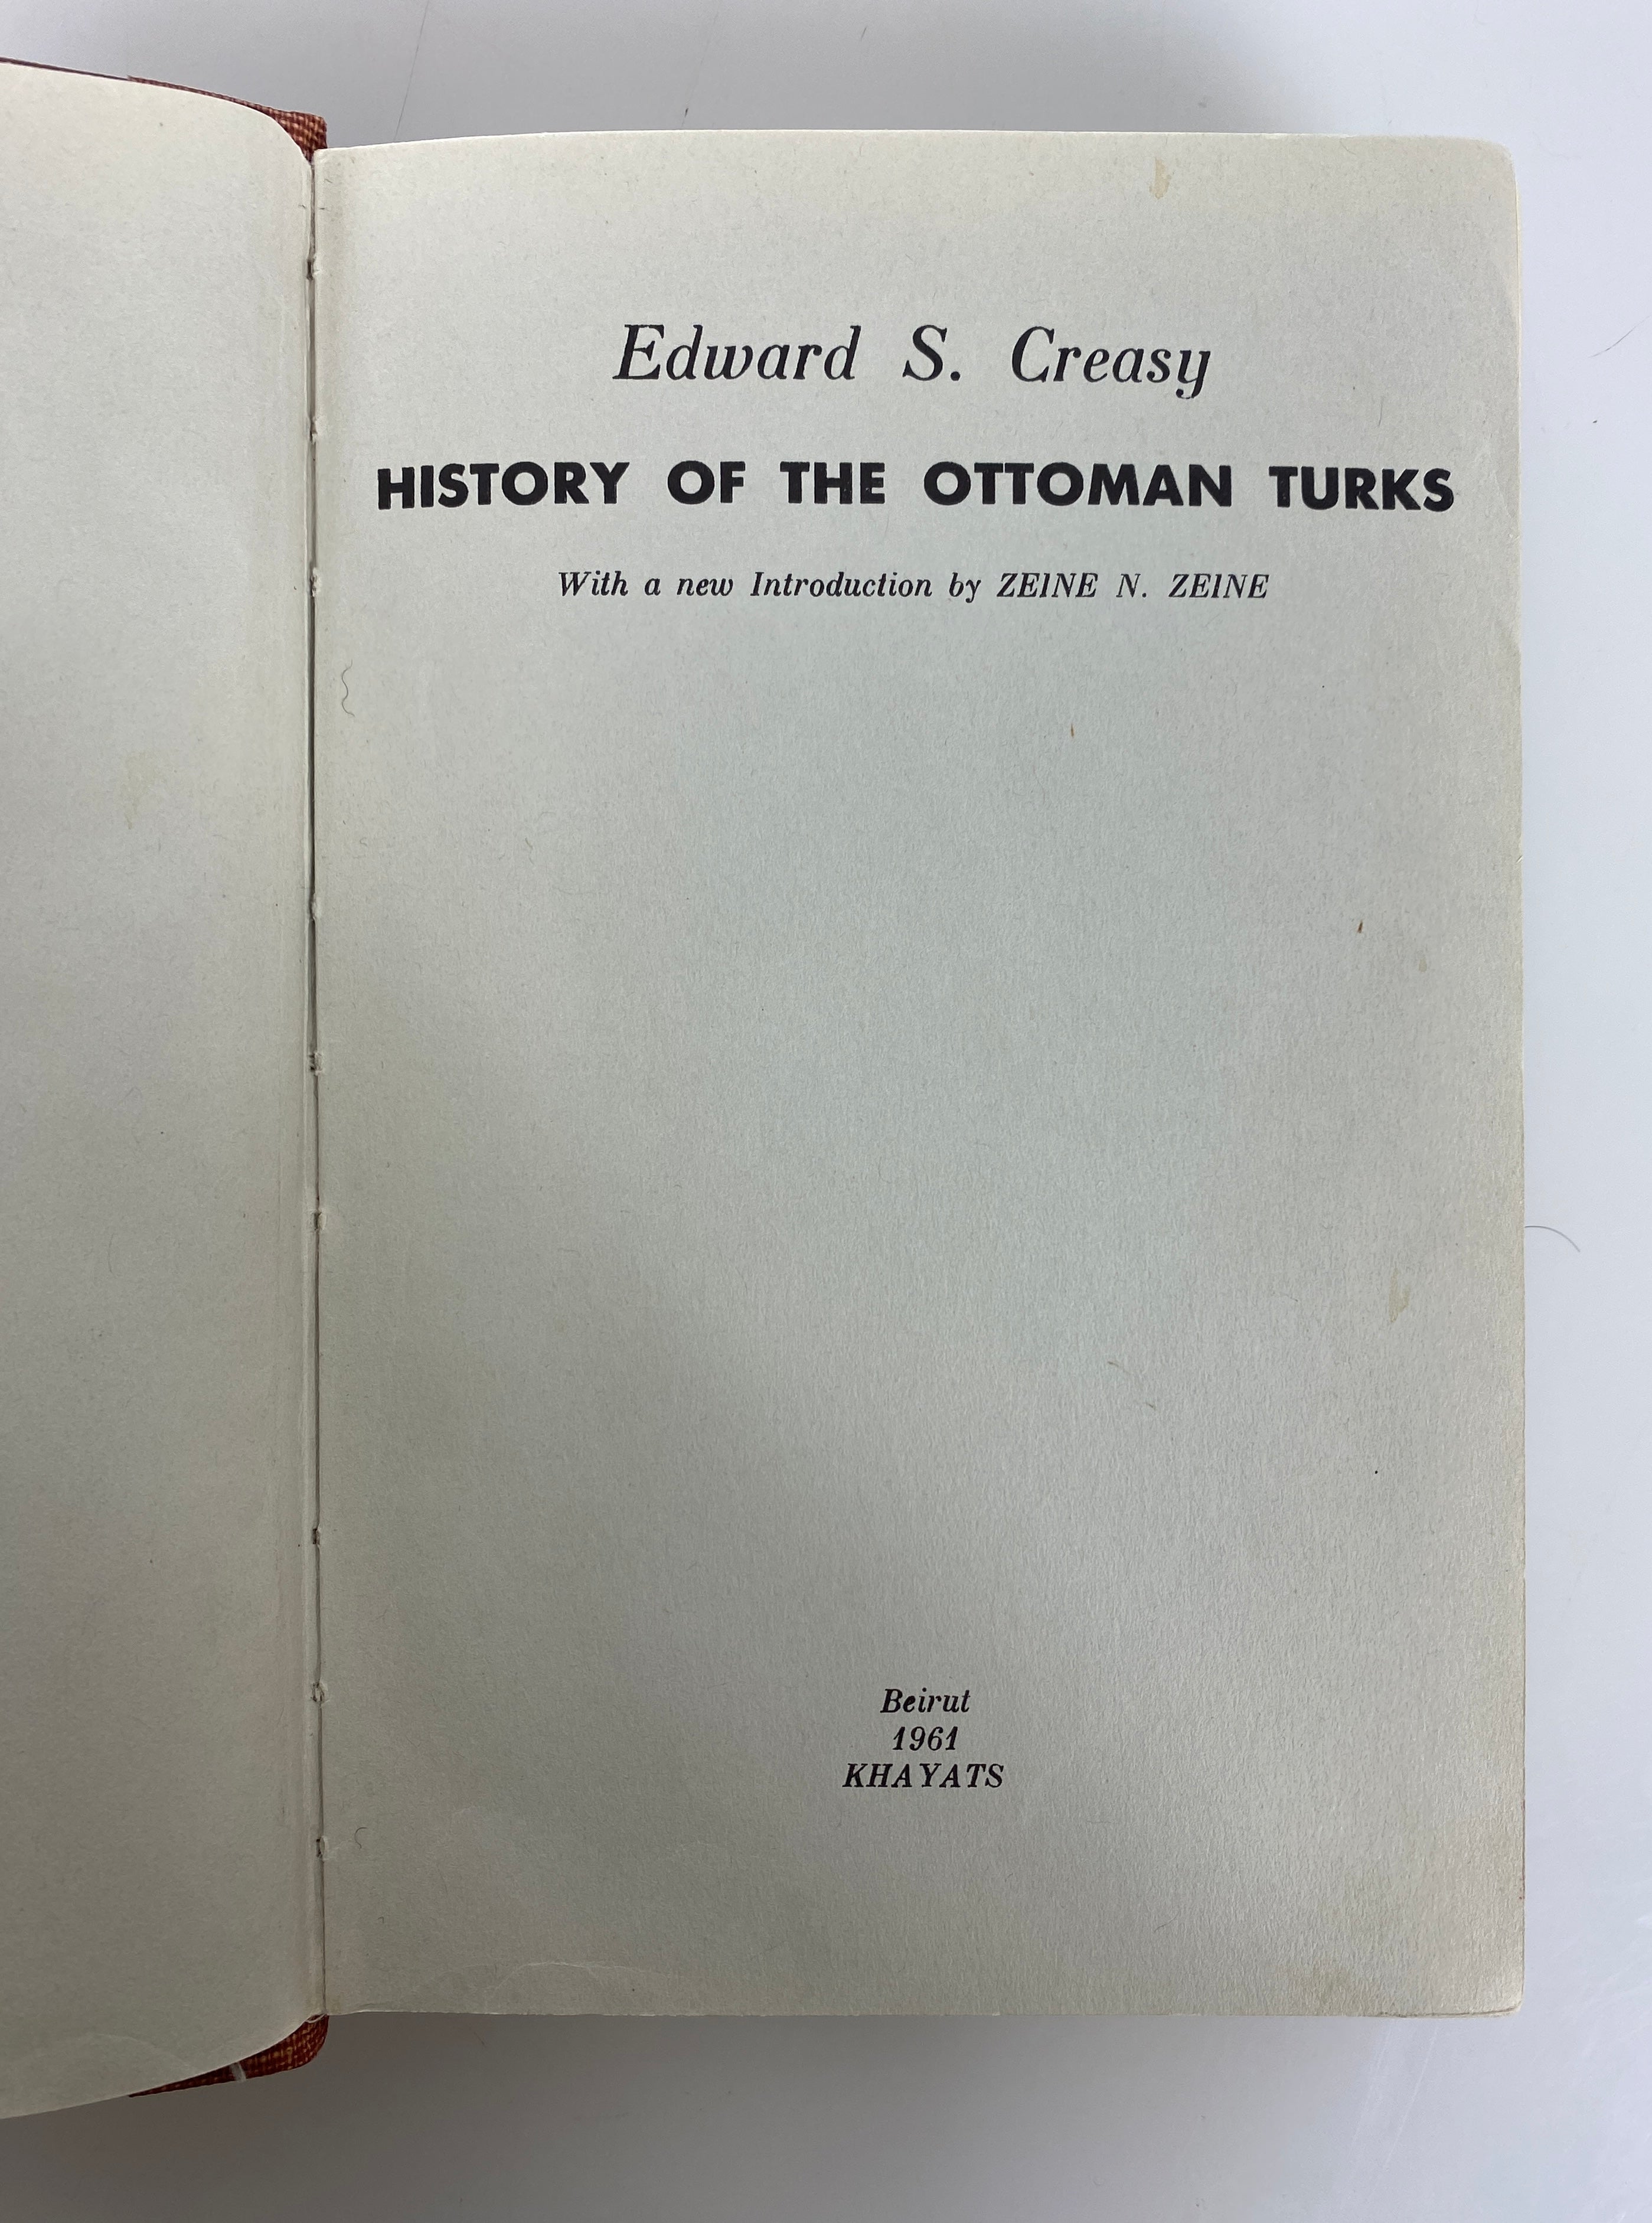 Edward S. Creasy
HISTORY OF THE OTTOMAN TURKS
With a new Introduction by ZEINE N. ZEINE
Beirut
1961
KHAYATS